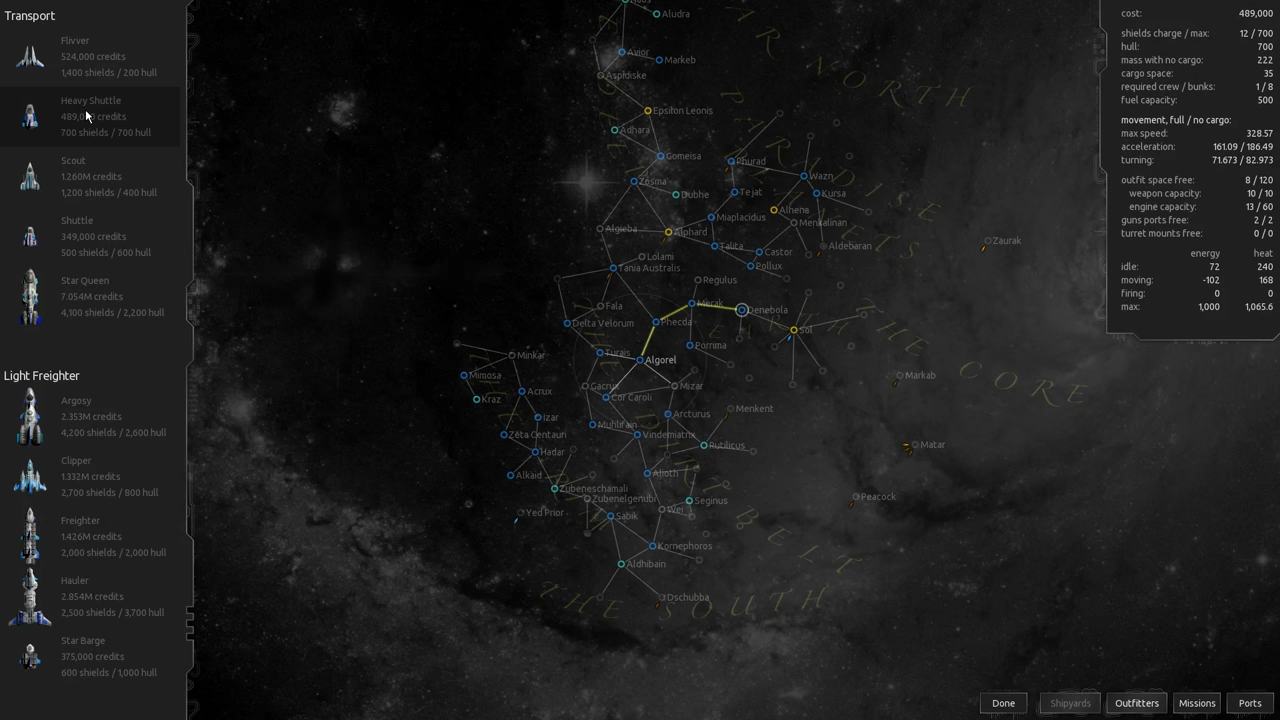 Transport
Flivver
524,000 credits
1,400 shields / 200 hull
Heavy Shuttle
489,0 credits
700 shields / 700 hull
Scout
1.260M credits
1,200 shields / 400 hull
Shuttle
349,000 credits
500 shields / 600 hull
Star Queen
7.054M credits
4,100 shields / 2,200 hull
Light Freighter
Argosy
2.353M credits
4,200 shields / 2,600 hull
Clipper
1.332M credits
2,700 shields / 800 hull
Freighter
1.426M credits
2,000 shields / 2,000 hull
Hauler
2.854M credits
2,500 shields / 3,700 hull
Star Barge
375,000 credits
600 shields / 1,000 hull
Aludra
Avior
Markeb
Aspidiske
Epsilon Leonis
Adhara
Gomeisa
Phurad
Wazn
Zosma
Dubhe
Tejat
Kursa
Alhena
Miaplacidus
Menkalinan
Algieba
Alphard
Talita
Castor
Aldebaran
Zaurak
Lolami
Tania Australis
Pollux
Regulus
Fala
Merak
Denebola
Delta Velorum
Phecda
Sol
Turais
Algorel
Porrima
Minkar
Mimosa
Gacrux
Mizar
Markab
Acrux
Kraz
Cor Caroli
Izar
Arcturus
Menkent
Muhlifain
Zeta Centauri
Vindemiatrix
Rutilicus
Matar
Hadar
Alkaid
Alioth
Zubeneschamali
Zubenelgenubi
Seginus
Peacock
Yed Prior
Sabik
Wei
Kornephoros
Aldhibain
Dschubba
NORTH
THE CORE
THE SOUTH
BELT
cost: 489,000
shields charge / max: 12 / 700
hull: 700
mass with no cargo: 222
cargo space: 35
required crew / bunks: 1 / 8
fuel capacity: 500
movement, full / no cargo:
max speed: 328.57
acceleration: 161.09 / 186.49
turning: 71.673 / 82.973
outfit space free: 8 / 120
weapon capacity: 10 / 10
engine capacity: 13 / 60
guns ports free: 2 / 2
turret mounts free: 0 / 0
energy heat
idle: 72 240
moving: -102 168
firing: 0 0
max: 1,000 1,065.6
Done Shipyards Outfitters Missions Ports